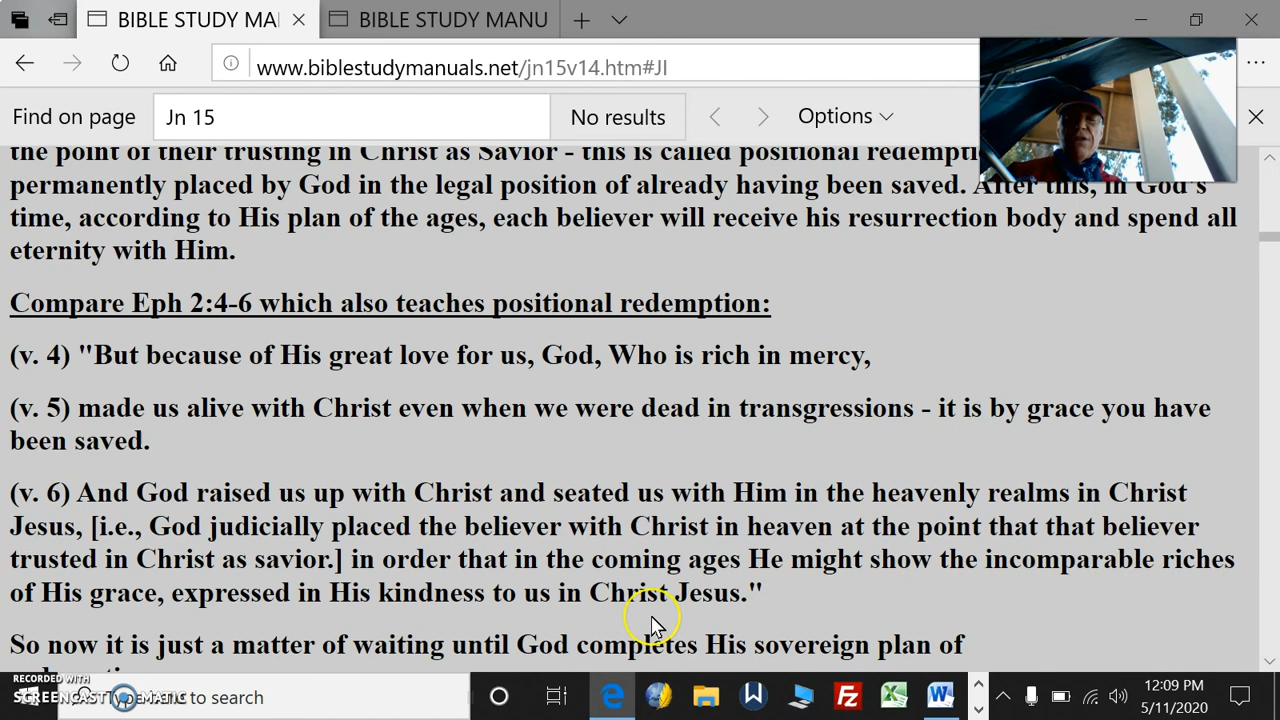 BIBLE STUDY MA
BIBLE STUDY MANU
www.biblestudymanuals.net/jn15v14.htm#JI
Find on page
Jn 15
No results
Options
the point of their trusting in Christ as Savior - this is called positional
permanently placed by God in the legal position of already having been saved. After this, in God's
time, according to His plan of the ages, each believer will receive his resurrection body and spend all
eternity with Him.
Compare Eph 2:4-6 which also teaches positional redemption:
(v. 4) "But because of His great love for us, God, Who is rich in mercy,
(v. 5) made us alive with Christ even when we were dead in transgressions - it is by grace you have
been saved.
(v. 6) And God raised us up with Christ and seated us with Him in the heavenly realms in Christ
Jesus, [i.e., God judicially placed the believer with Christ in heaven at the point that that believer
trusted in Christ as savior.] in order that in the coming ages He might show the incomparable riches
of His grace, expressed in His kindness to us in Christ Jesus."
So now it is just a matter of waiting until God completes His sovereign plan of
RECORDED WITH
SCREENCAST MATIC
Type here to search
12:09 PM
5/11/2020